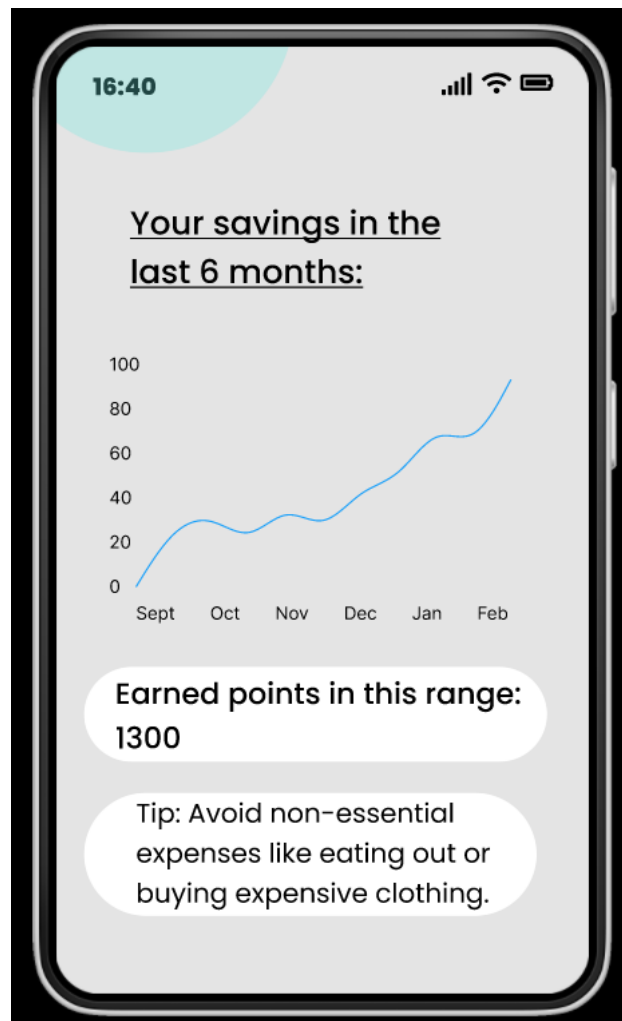 16:40
Your savings in the
last 6 months:
100
80
60
40
20
0
Sept Oct Nov Dec Jan Feb
Earned points in this range:
1300
Tip: Avoid non-essential
expenses like eating out or
buying expensive clothing.